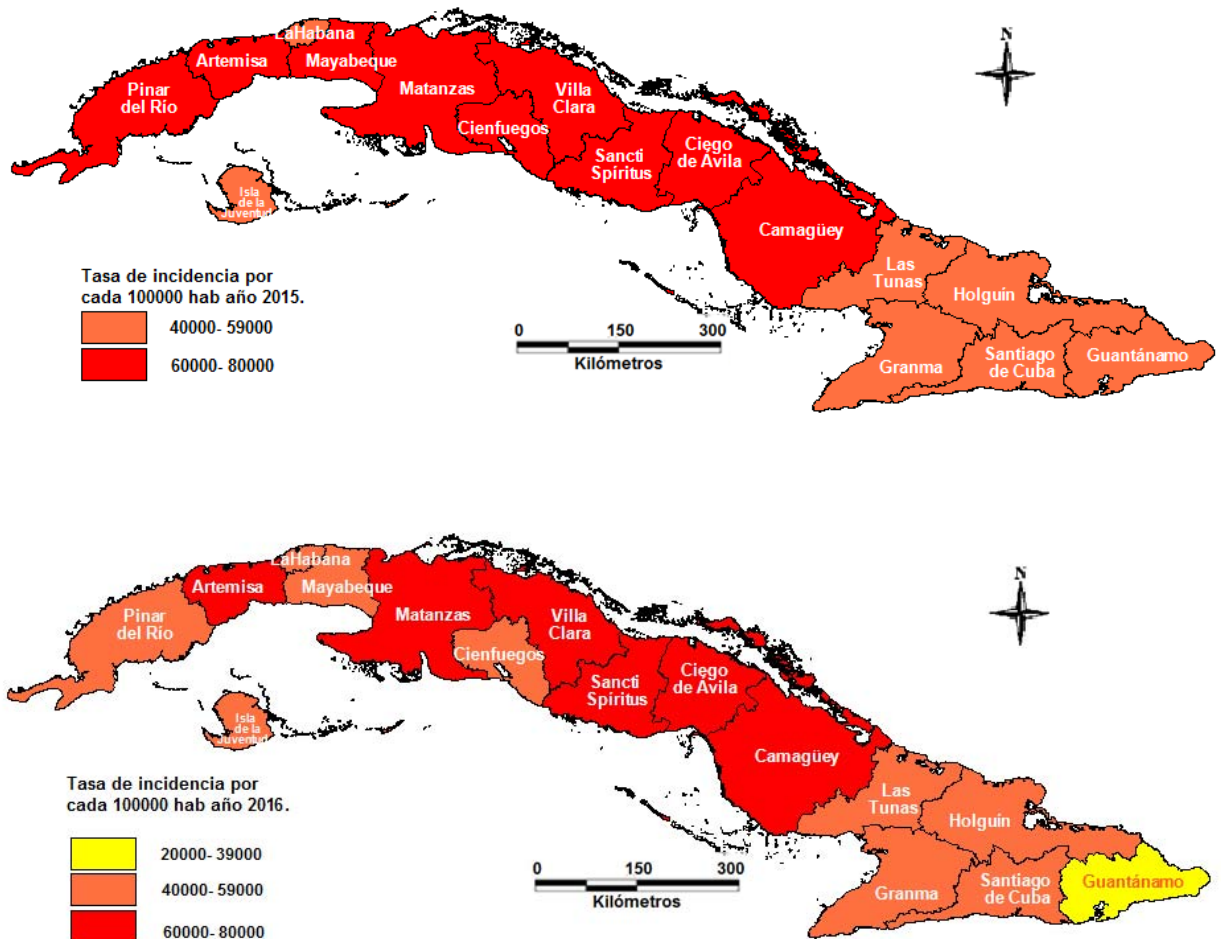 LaHabana
Artemisa
Mayabeque
Pinar
del Río
Matanzas
Villa
Clara
Cienfuegos
Sancti
Spíritus
Ciego
de Avila
Isla
de la
Juventud
Camagüey
Las
Tunas
Holguín
Granma
Santiago
de Cuba
Guantánamo
N
Tasa de incidencia por
cada 100000 hab año 2015.
40000- 59000
60000- 80000
0 150 300
Kilómetros
LaHabana
Artemisa
Mayabeque
Pinar
del Río
Matanzas
Villa
Clara
Cienfuegos
Sancti
Spíritus
Ciego
de Avila
Isla
de la
Juventud
Camagüey
Las
Tunas
Holguín
Granma
Santiago
de Cuba
Guantánamo
N
Tasa de incidencia por
cada 100000 hab año 2016.
20000- 39000
40000- 59000
60000- 80000
0 150 300
Kilómetros